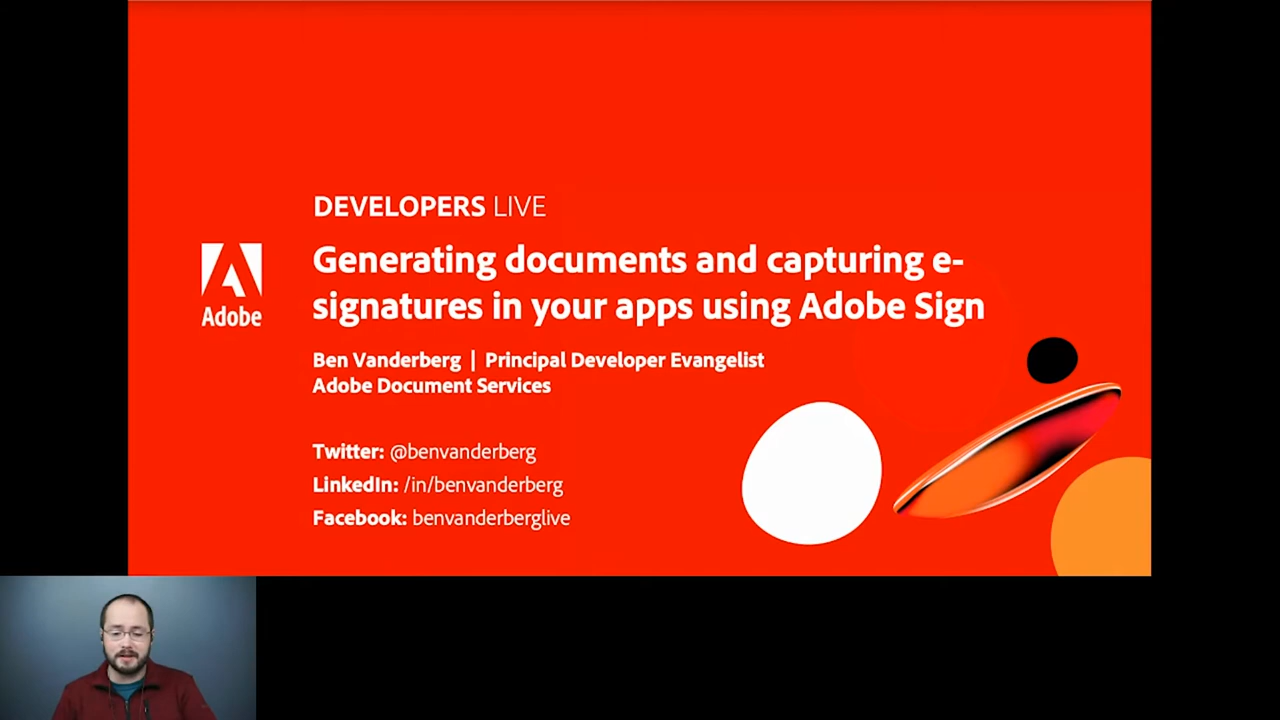 DEVELOPERS LIVE
Generating documents and capturing e-
signatures in your apps using Adobe Sign
Adobe
Ben Vanderberg | Principal Developer Evangelist
Adobe Document Services
Twitter: @benvanderberg
LinkedIn: /in/benvanderberg
Facebook: benvanderberglive